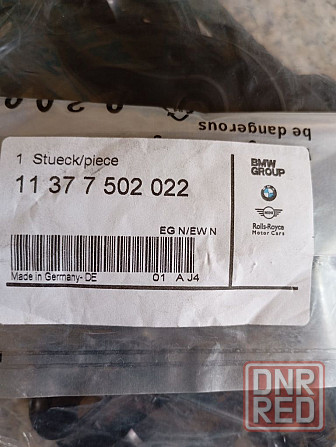 be dangerous
1 Stueck/piece
11 37 7 502 022
BMW
GROUP
MINI
Rolls-Royce
Motor Cars
EG N/EW N
Made in Germany-DE 01 A J4
DNR
RED